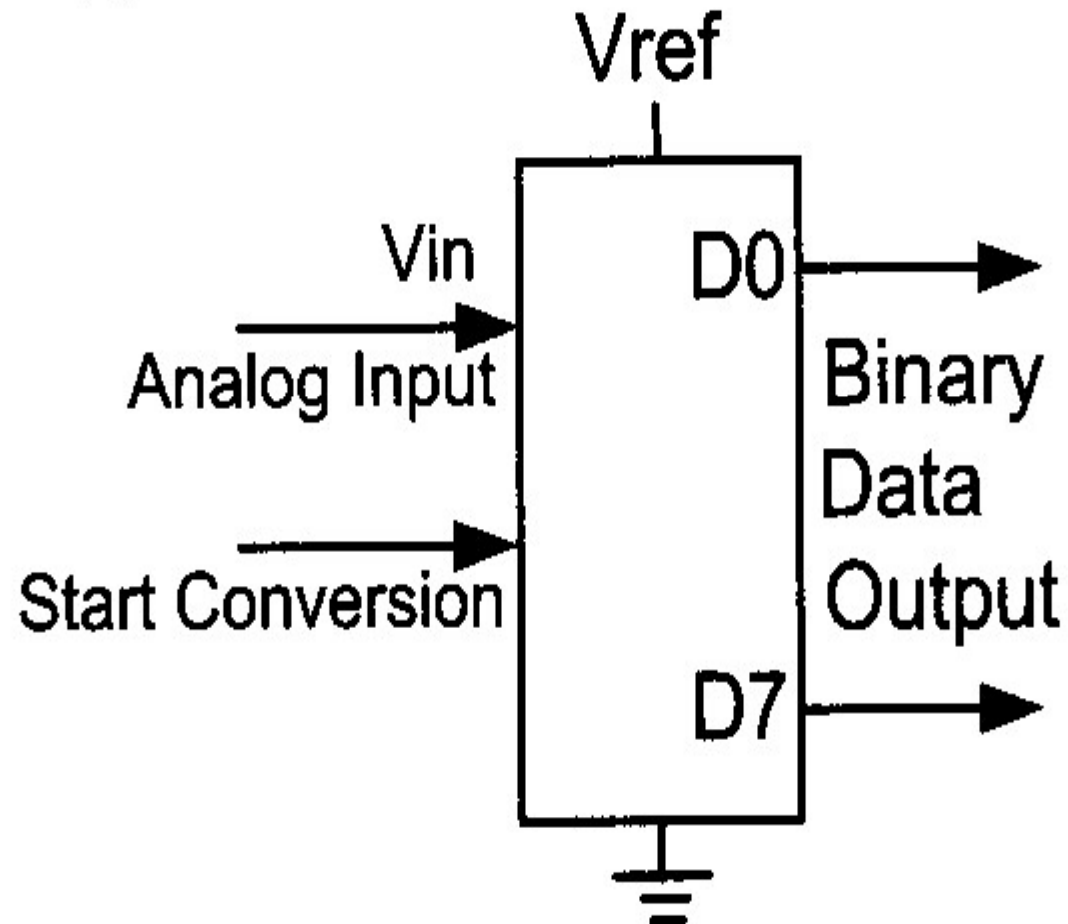 Vref
Vin
Analog Input
Start Conversion
D0
Binary
Data
Output
D7